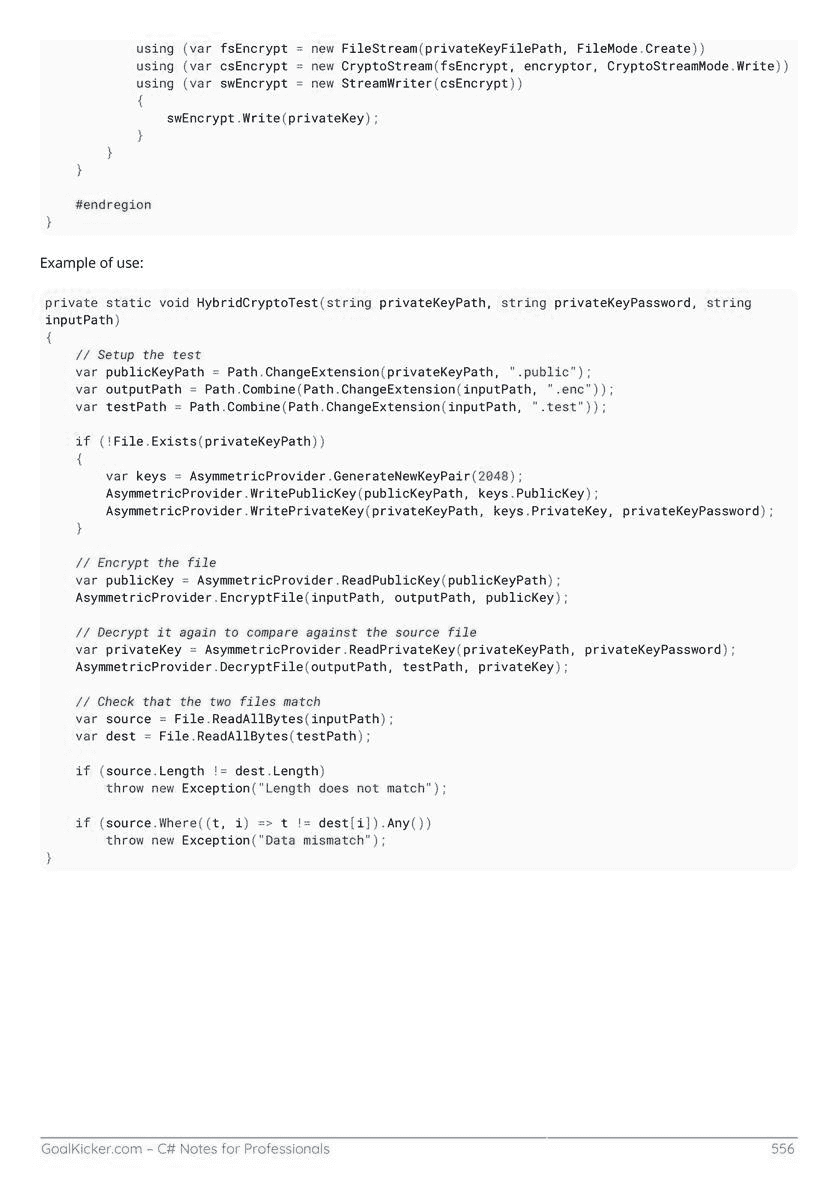 using (var fsEncrypt = new FileStream(privateKeyFilePath, FileMode.Create))
            using (var csEncrypt = new CryptoStream(fsEncrypt, encryptor, CryptoStreamMode.Write))
            using (var swEncrypt = new StreamWriter(csEncrypt))
            {
                swEncrypt.Write(privateKey);
            }
        }
    }

    #endregion
}
Example of use:
private static void HybridCryptoTest(string privateKeyPath, string privateKeyPassword, string
inputPath)
{
    // Setup the test
    var publicKeyPath = Path.ChangeExtension(privateKeyPath, ".public");
    var outputPath = Path.Combine(Path.ChangeExtension(inputPath, ".enc"));
    var testPath = Path.Combine(Path.ChangeExtension(inputPath, ".test"));

    if (!File.Exists(privateKeyPath))
    {
        var keys = AsymmetricProvider.GenerateNewKeyPair(2048);
        AsymmetricProvider.WritePublicKey(publicKeyPath, keys.PublicKey);
        AsymmetricProvider.WritePrivateKey(privateKeyPath, keys.PrivateKey, privateKeyPassword);
    }

    // Encrypt the file
    var publicKey = AsymmetricProvider.ReadPublicKey(publicKeyPath);
    AsymmetricProvider.EncryptFile(inputPath, outputPath, publicKey);

    // Decrypt it again to compare against the source file
    var privateKey = AsymmetricProvider.ReadPrivateKey(privateKeyPath, privateKeyPassword);
    AsymmetricProvider.DecryptFile(outputPath, testPath, privateKey);

    // Check that the two files match
    var source = File.ReadAllBytes(inputPath);
    var dest = File.ReadAllBytes(testPath);

    if (source.Length != dest.Length)
        throw new Exception("Length does not match");

    if (source.Where((t, i) => t != dest[i]).Any())
        throw new Exception("Data mismatch");
}
GoalKicker.com – C# Notes for Professionals 556